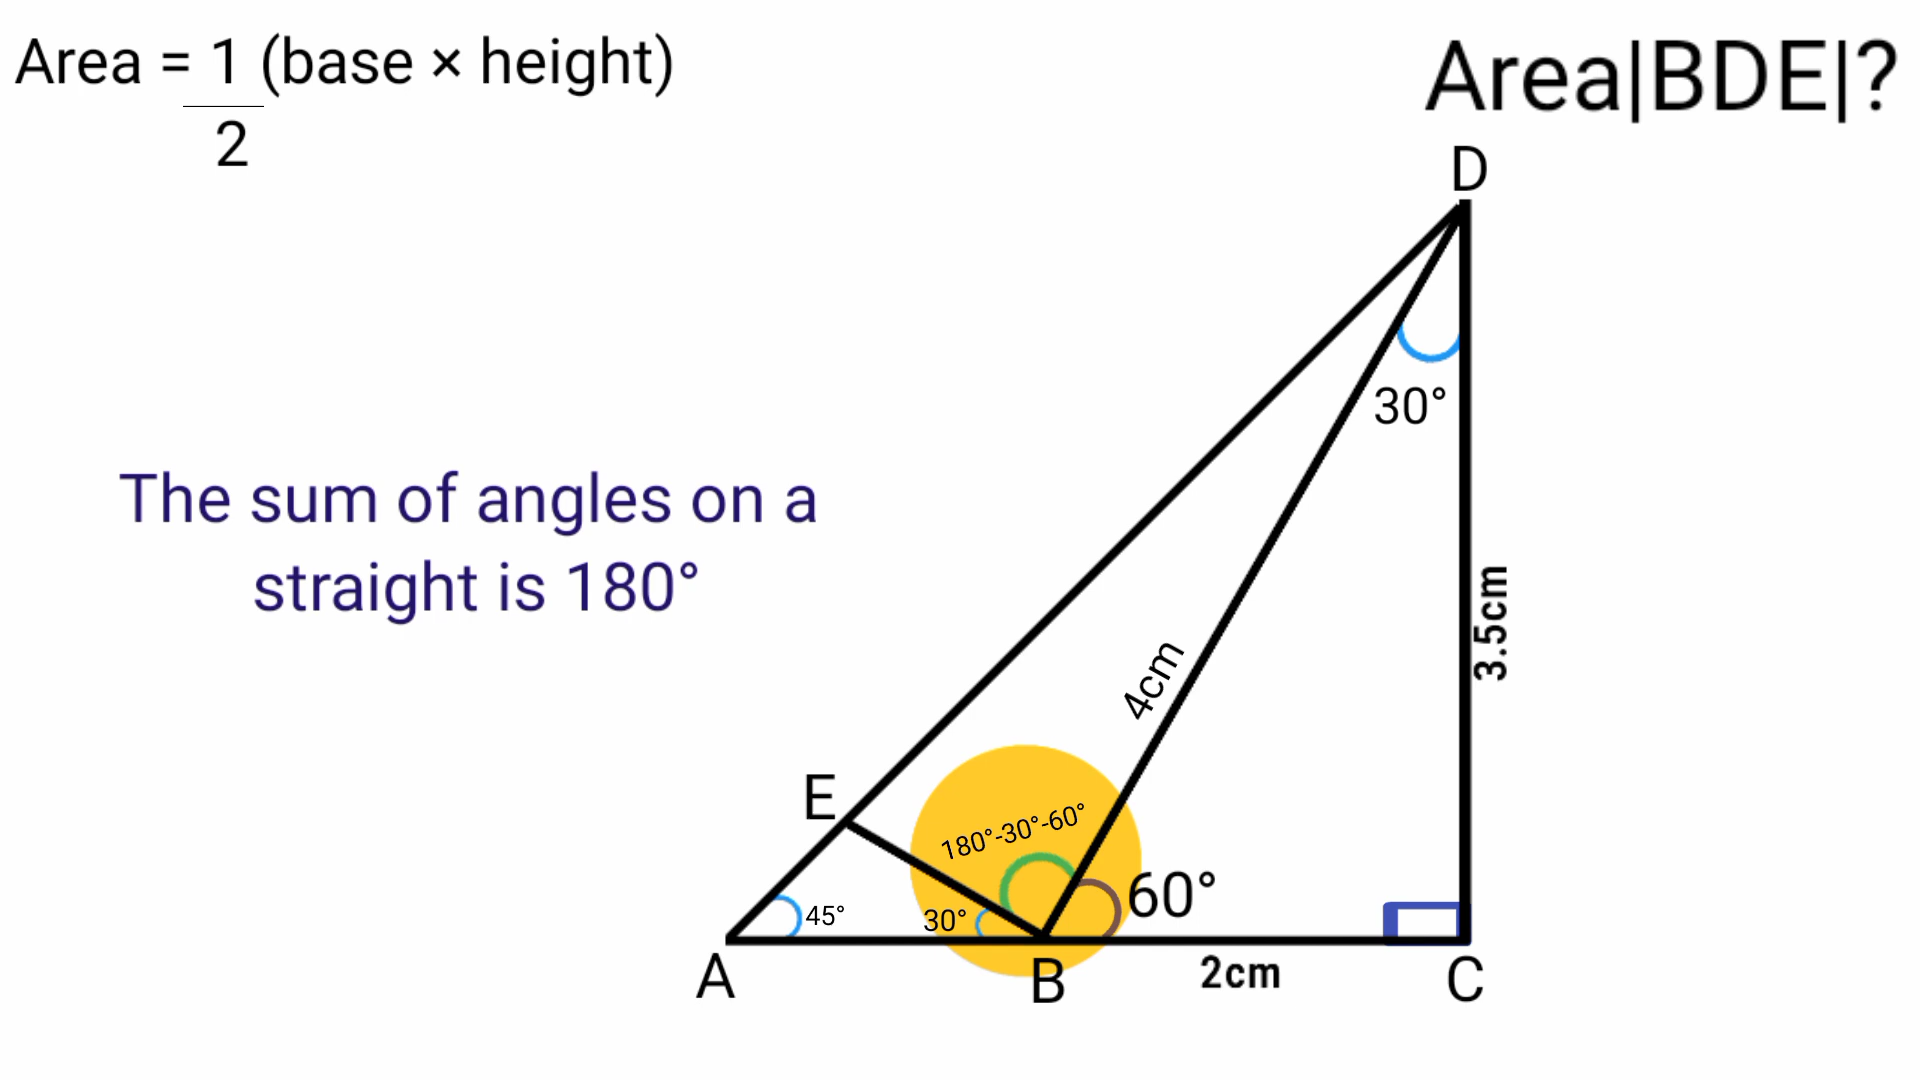 Area = 1 (base × height)
2
Area|BDE|?
D
30°
The sum of angles on a
straight is 180°
3.5cm
4cm
E
180°-30°-60°
60°
45°
30°
A
B
2cm
C